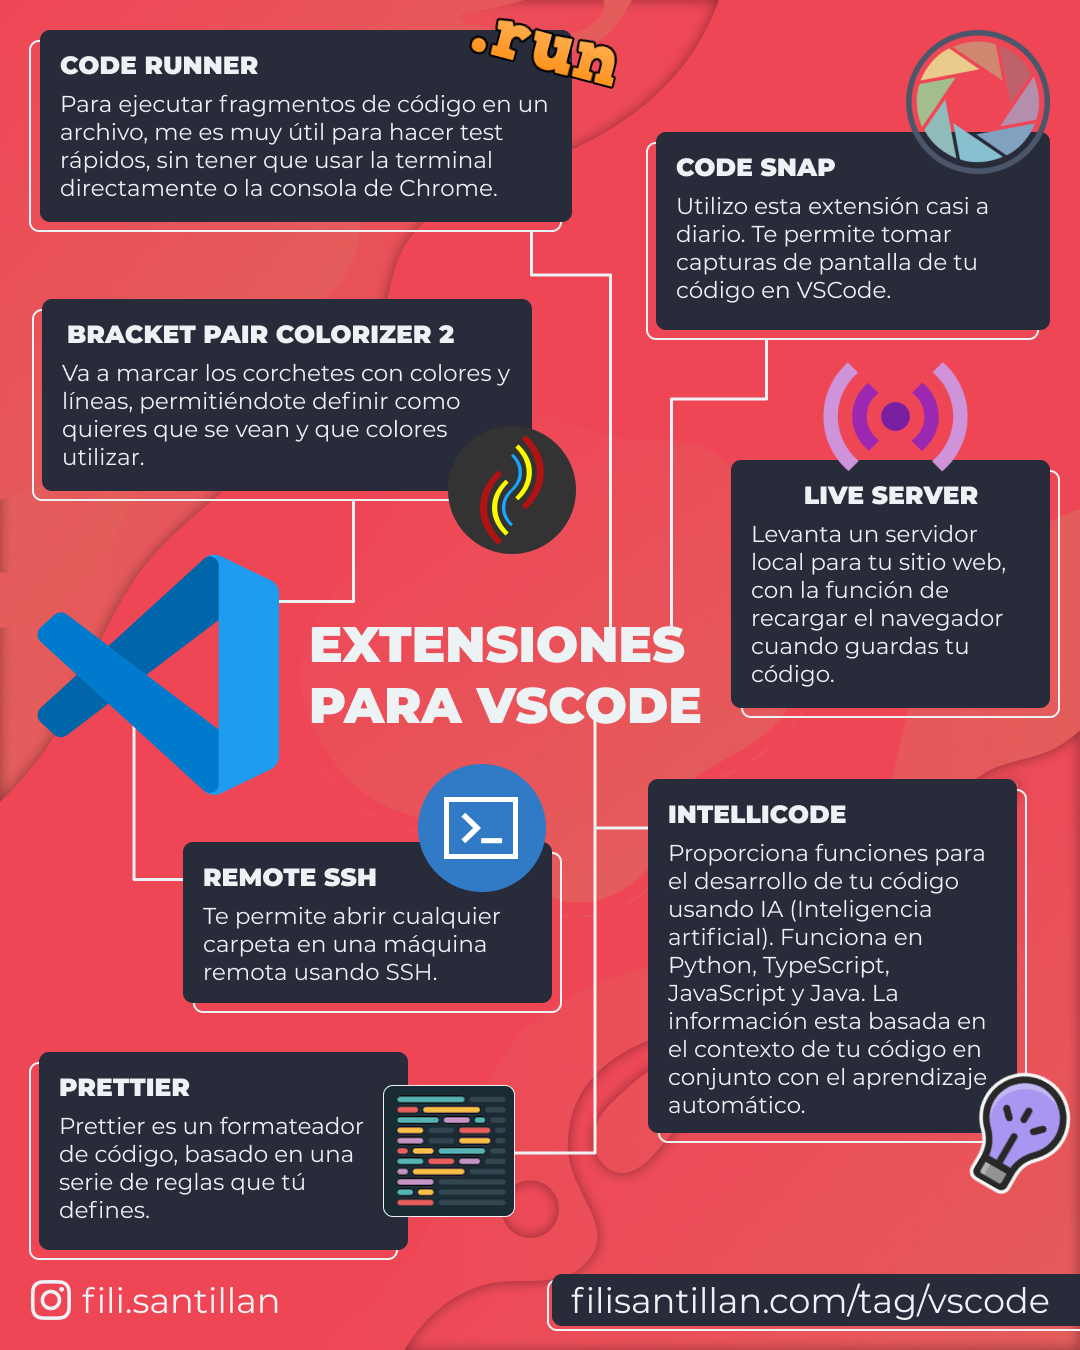 .run
CODE RUNNER
Para ejecutar fragmentos de código en un
archivo, me es muy útil para hacer test
rápidos, sin tener que usar la terminal
directamente o la consola de Chrome.
CODE SNAP
Utilizo esta extensión casi a
diario. Te permite tomar
capturas de pantalla de tu
código en VSCode.
BRACKET PAIR COLORIZER 2
Va a marcar los corchetes con colores y
líneas, permitiéndote definir como
quieres que se vean y que colores
utilizar.
LIVE SERVER
Levanta un servidor
local para tu sitio web,
con la función de
recargar el navegador
cuando guardas tu
código.
EXTENSIONES
PARA VSCODE
REMOTE SSH
Te permite abrir cualquier
carpeta en una máquina
remota usando SSH.
INTELLICODE
Proporciona funciones para
el desarrollo de tu código
usando IA (Inteligencia
artificial). Funciona en
Python, TypeScript,
JavaScript y Java. La
información esta basada en
el contexto de tu código en
conjunto con el aprendizaje
automático.
PRETTIER
Prettier es un formateador
de código, basado en una
serie de reglas que tú
defines.
fili.santillan
filisantillan.com/tag/vscode